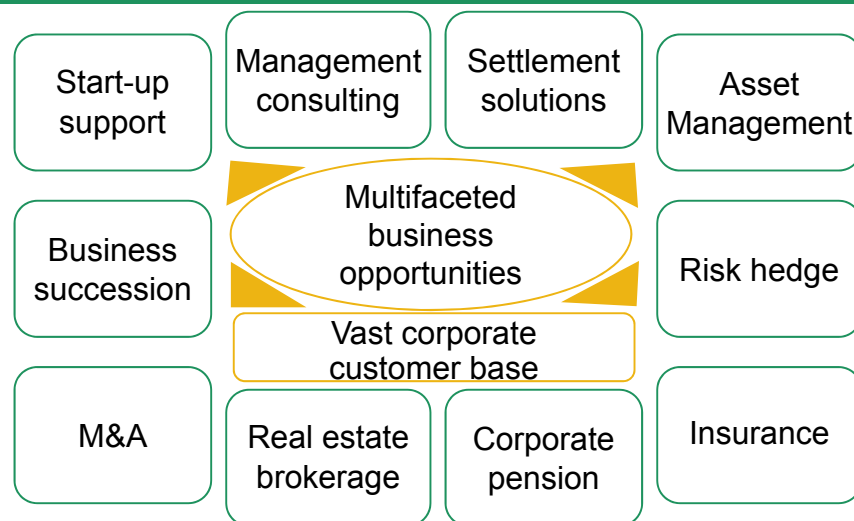 Start-up
support
Management
consulting
Settlement
solutions
Asset
Management
Multifaceted
business
opportunities
Business
succession
Risk hedge
Vast corporate
customer base
M&A
Real estate
brokerage
Corporate
pension
Insurance